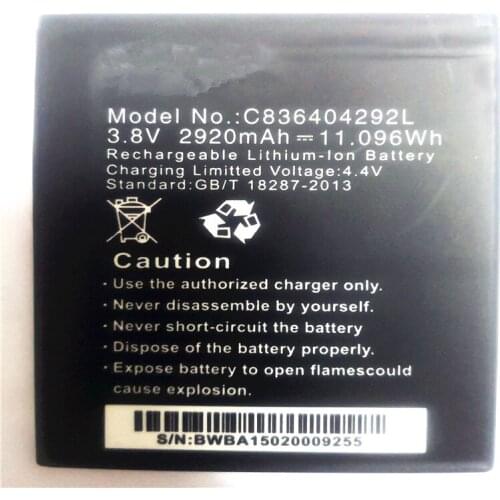 Model No.:C836404292L
3.8V 2920mAh⎓11.096Wh
Rechargeable Lithium-Ion Battery
Charging Limited Voltage:4.4V
Standard:GB/T 18287-2013
Caution
· Use the authorized charger only.
· Never disassemble by yourself.
· Never short-circuit the battery
· Dispose of the battery properly.
· Expose battery to open flamescould
cause explosion.
S/N:BWBA15020009255